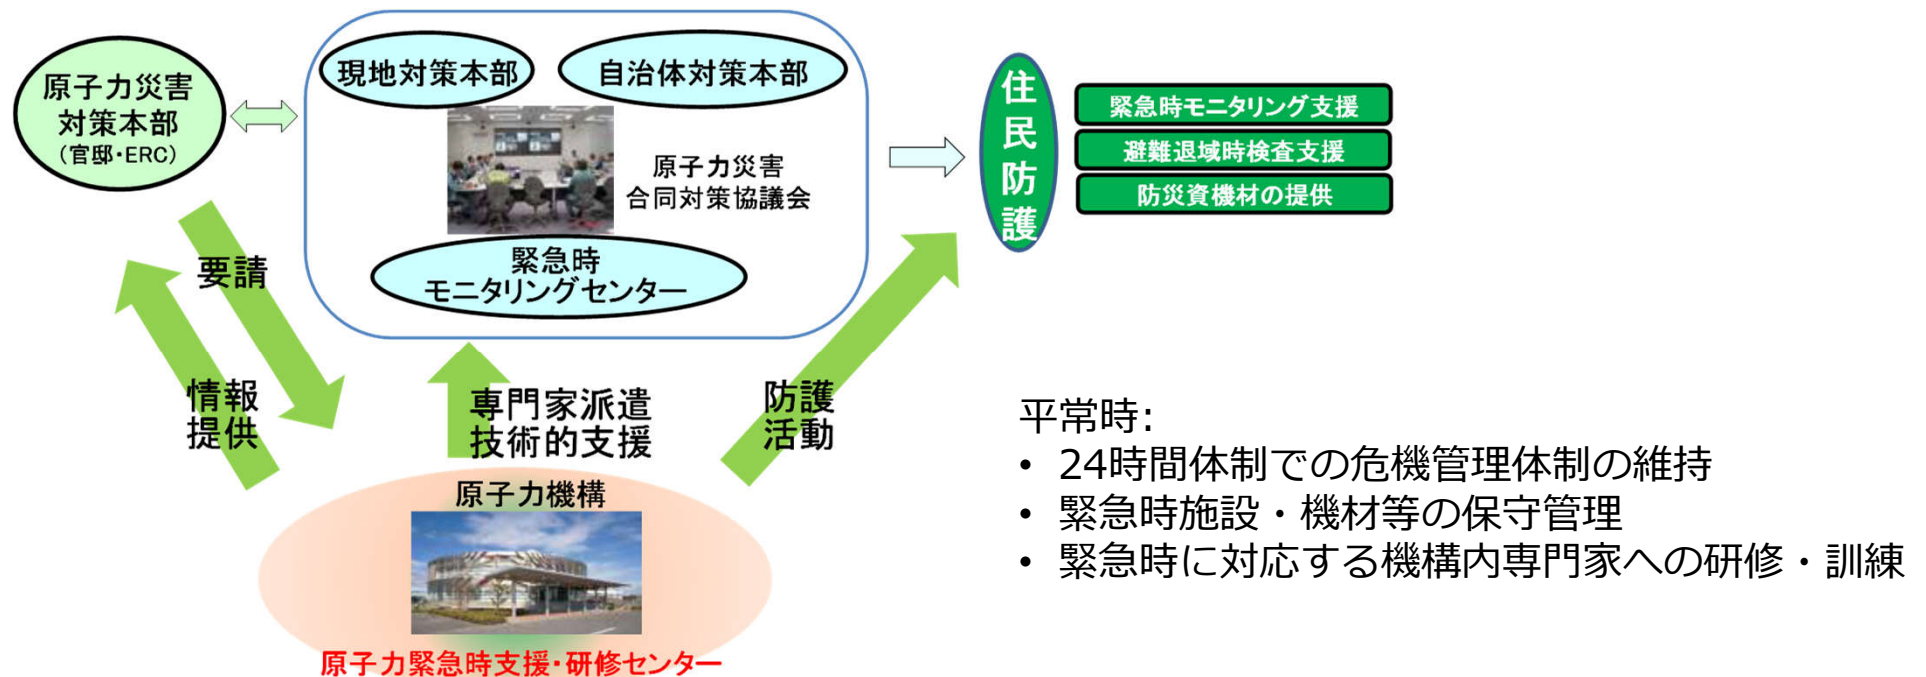 原子力災害
対策本部
(官邸・ERC)
現地対策本部
自治体対策本部
原子力災害
合同対策協議会
緊急時
モニタリングセンター
住民防護
緊急時モニタリング支援
避難退域時検査支援
防災資機材の提供
要請
情報
提供
専門家派遣
技術的支援
防護
活動
原子力機構
原子力緊急時支援・研修センター
平常時:
• 24時間体制での危機管理体制の維持
• 緊急時施設・機材等の保守管理
• 緊急時に対応する機構内専門家への研修・訓練